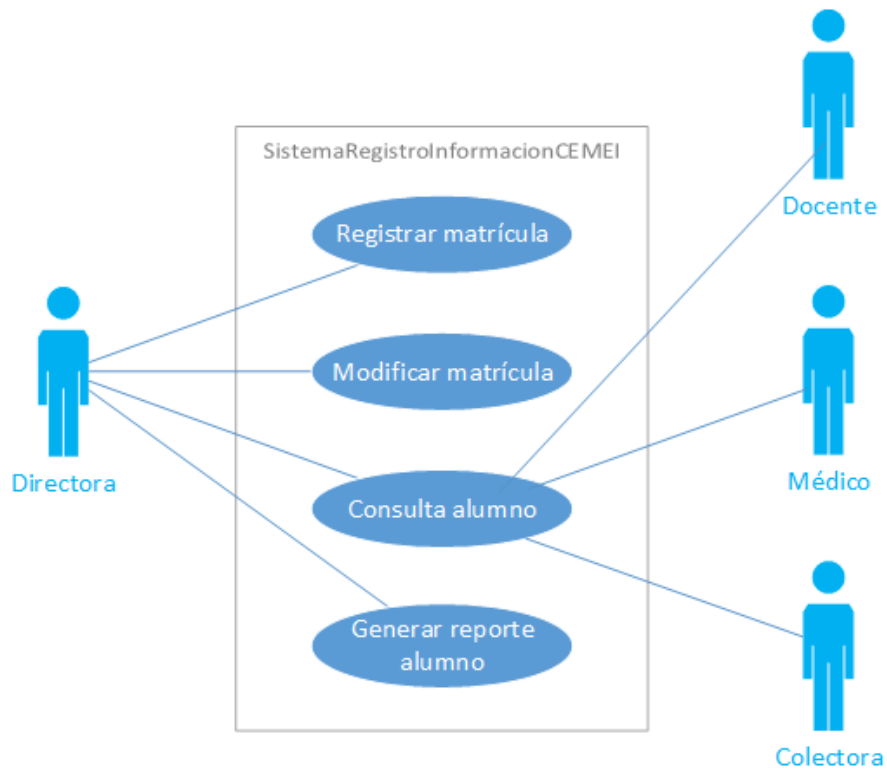 SistemaRegistroInformacionCEMEI
Registrar matrícula
Modificar matrícula
Consulta alumno
Generar reporte
alumno
Directora
Docente
Médico
Colectora